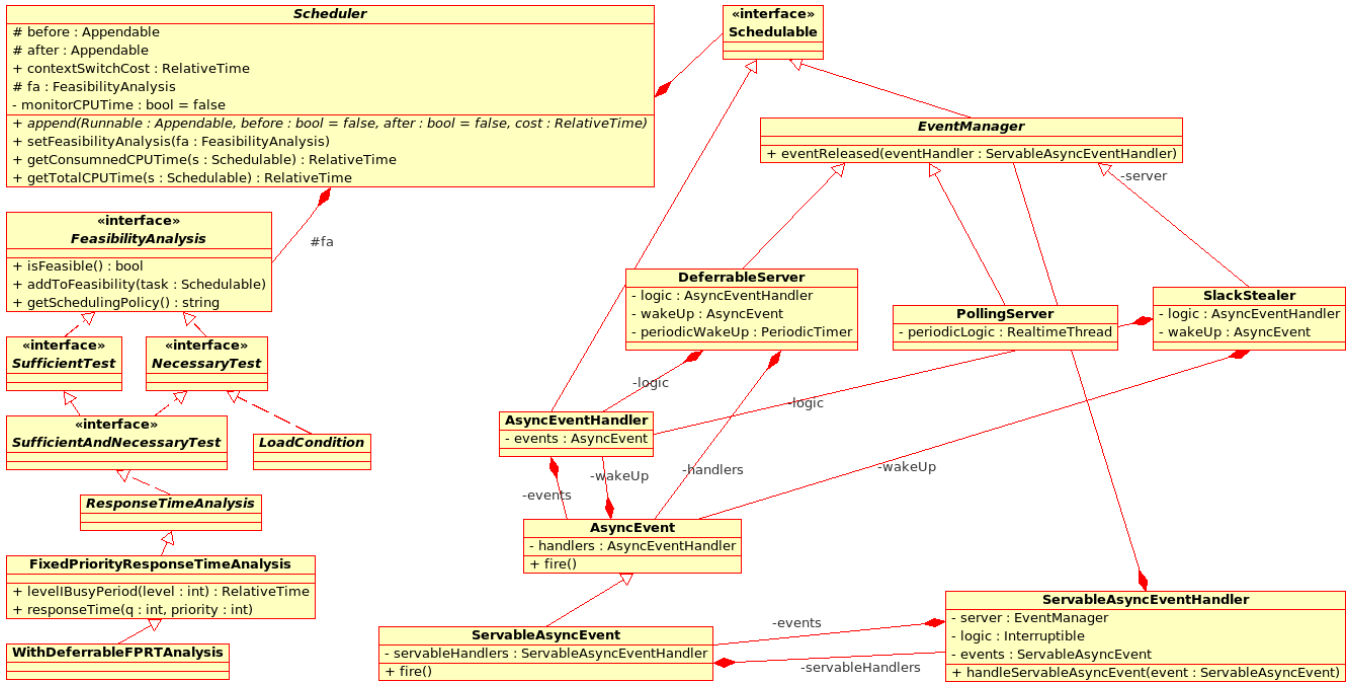 Scheduler
# before : Appendable
# after : Appendable
+ contextSwitchCost : RelativeTime
# fa : FeasibilityAnalysis
- monitorCPUTime : bool = false
+ append(Runnable : Appendable, before : bool = false, after : bool = false, cost : RelativeTime)
+ setFeasibilityAnalysis(fa : FeasibilityAnalysis)
+ getConsumnedCPUTime(s : Schedulable) : RelativeTime
+ getTotalCPUTime(s : Schedulable) : RelativeTime
«interface»
Schedulable
EventManager
+ eventReleased(eventHandler : ServableAsyncEventHandler)
-server
«interface»
FeasibilityAnalysis
+ isFeasible() : bool
+ addToFeasibility(task : Schedulable)
+ getSchedulingPolicy() : string
#fa
DeferrableServer
- logic : AsyncEventHandler
- wakeUp : AsyncEvent
- periodicWakeUp : PeriodicTimer
PollingServer
- periodicLogic : RealtimeThread
SlackStealer
- logic : AsyncEventHandler
- wakeUp : AsyncEvent
«interface»
SufficientTest
«interface»
NecessaryTest
-logic
-logic
«interface»
SufficientAndNecessaryTest
LoadCondition
AsyncEventHandler
- events : AsyncEvent
-wakeUp
-handlers
-wakeUp
-events
ResponseTimeAnalysis
AsyncEvent
- handlers : AsyncEventHandler
+ fire()
FixedPriorityResponseTimeAnalysis
+ levelIBusyPeriod(level : int) : RelativeTime
+ responseTime(q : int, priority : int)
WithDeferrableFPRTAnalysis
ServableAsyncEvent
- servableHandlers : ServableAsyncEventHandler
+ fire()
-events
-servableHandlers
ServableAsyncEventHandler
- server : EventManager
- logic : Interruptible
- events : ServableAsyncEvent
+ handleServableAsyncEvent(event : ServableAsyncEvent)